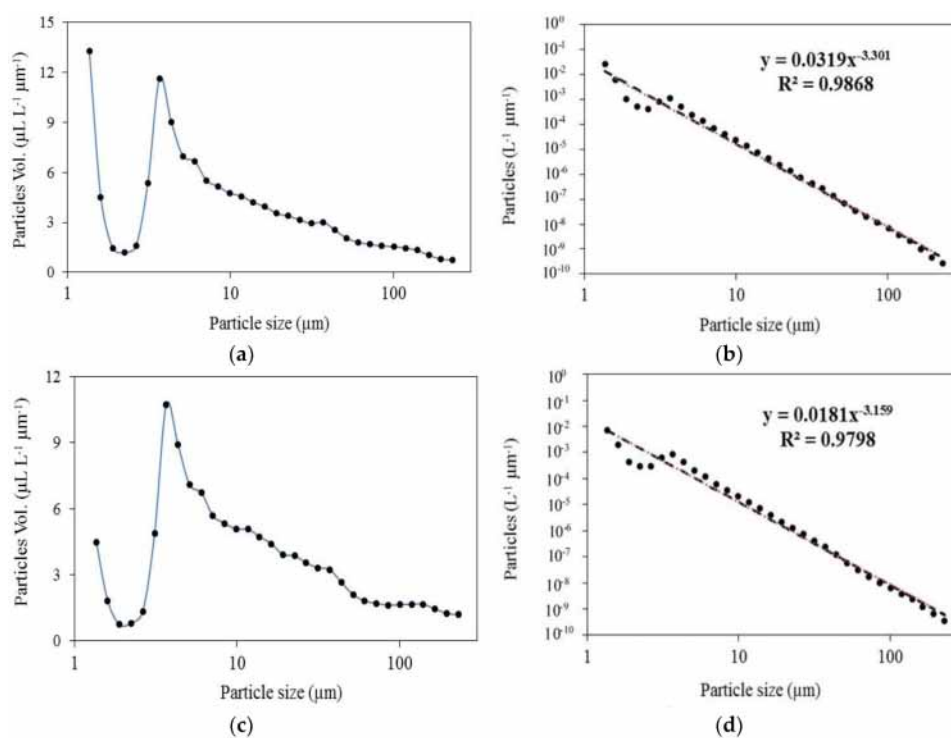 15
12
9
6
3
0
Particles Vol. (µL L⁻¹ µm⁻¹)
1
10
100
Particle size (µm)
(a)
10⁰
10⁻¹
10⁻²
10⁻³
10⁻⁴
10⁻⁵
10⁻⁶
10⁻⁷
10⁻⁸
10⁻⁹
10⁻¹⁰
Particles (L⁻¹ µm⁻¹)
y = 0.0319x⁻³·³⁰¹
R² = 0.9868
1
10
100
Particle size (µm)
(b)
12
9
6
3
0
Particles Vol. (µL L⁻¹ µm⁻¹)
1
10
100
Particle size (µm)
(c)
10⁰
10⁻¹
10⁻²
10⁻³
10⁻⁴
10⁻⁵
10⁻⁶
10⁻⁷
10⁻⁸
10⁻⁹
10⁻¹⁰
Particles (L⁻¹ µm⁻¹)
y = 0.0181x⁻³·¹⁵⁹
R² = 0.9798
1
10
100
Particle size (µm)
(d)